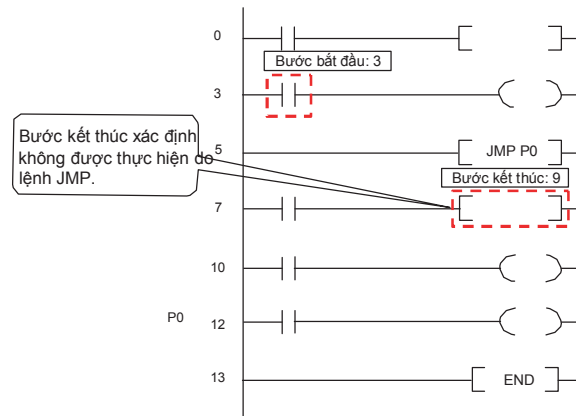 0
Bước bắt đầu: 3
3
Bước kết thúc xác định
không được thực hiện do
lệnh JMP.
5
JMP P0
Bước kết thúc: 9
7
10
P0
12
13
END